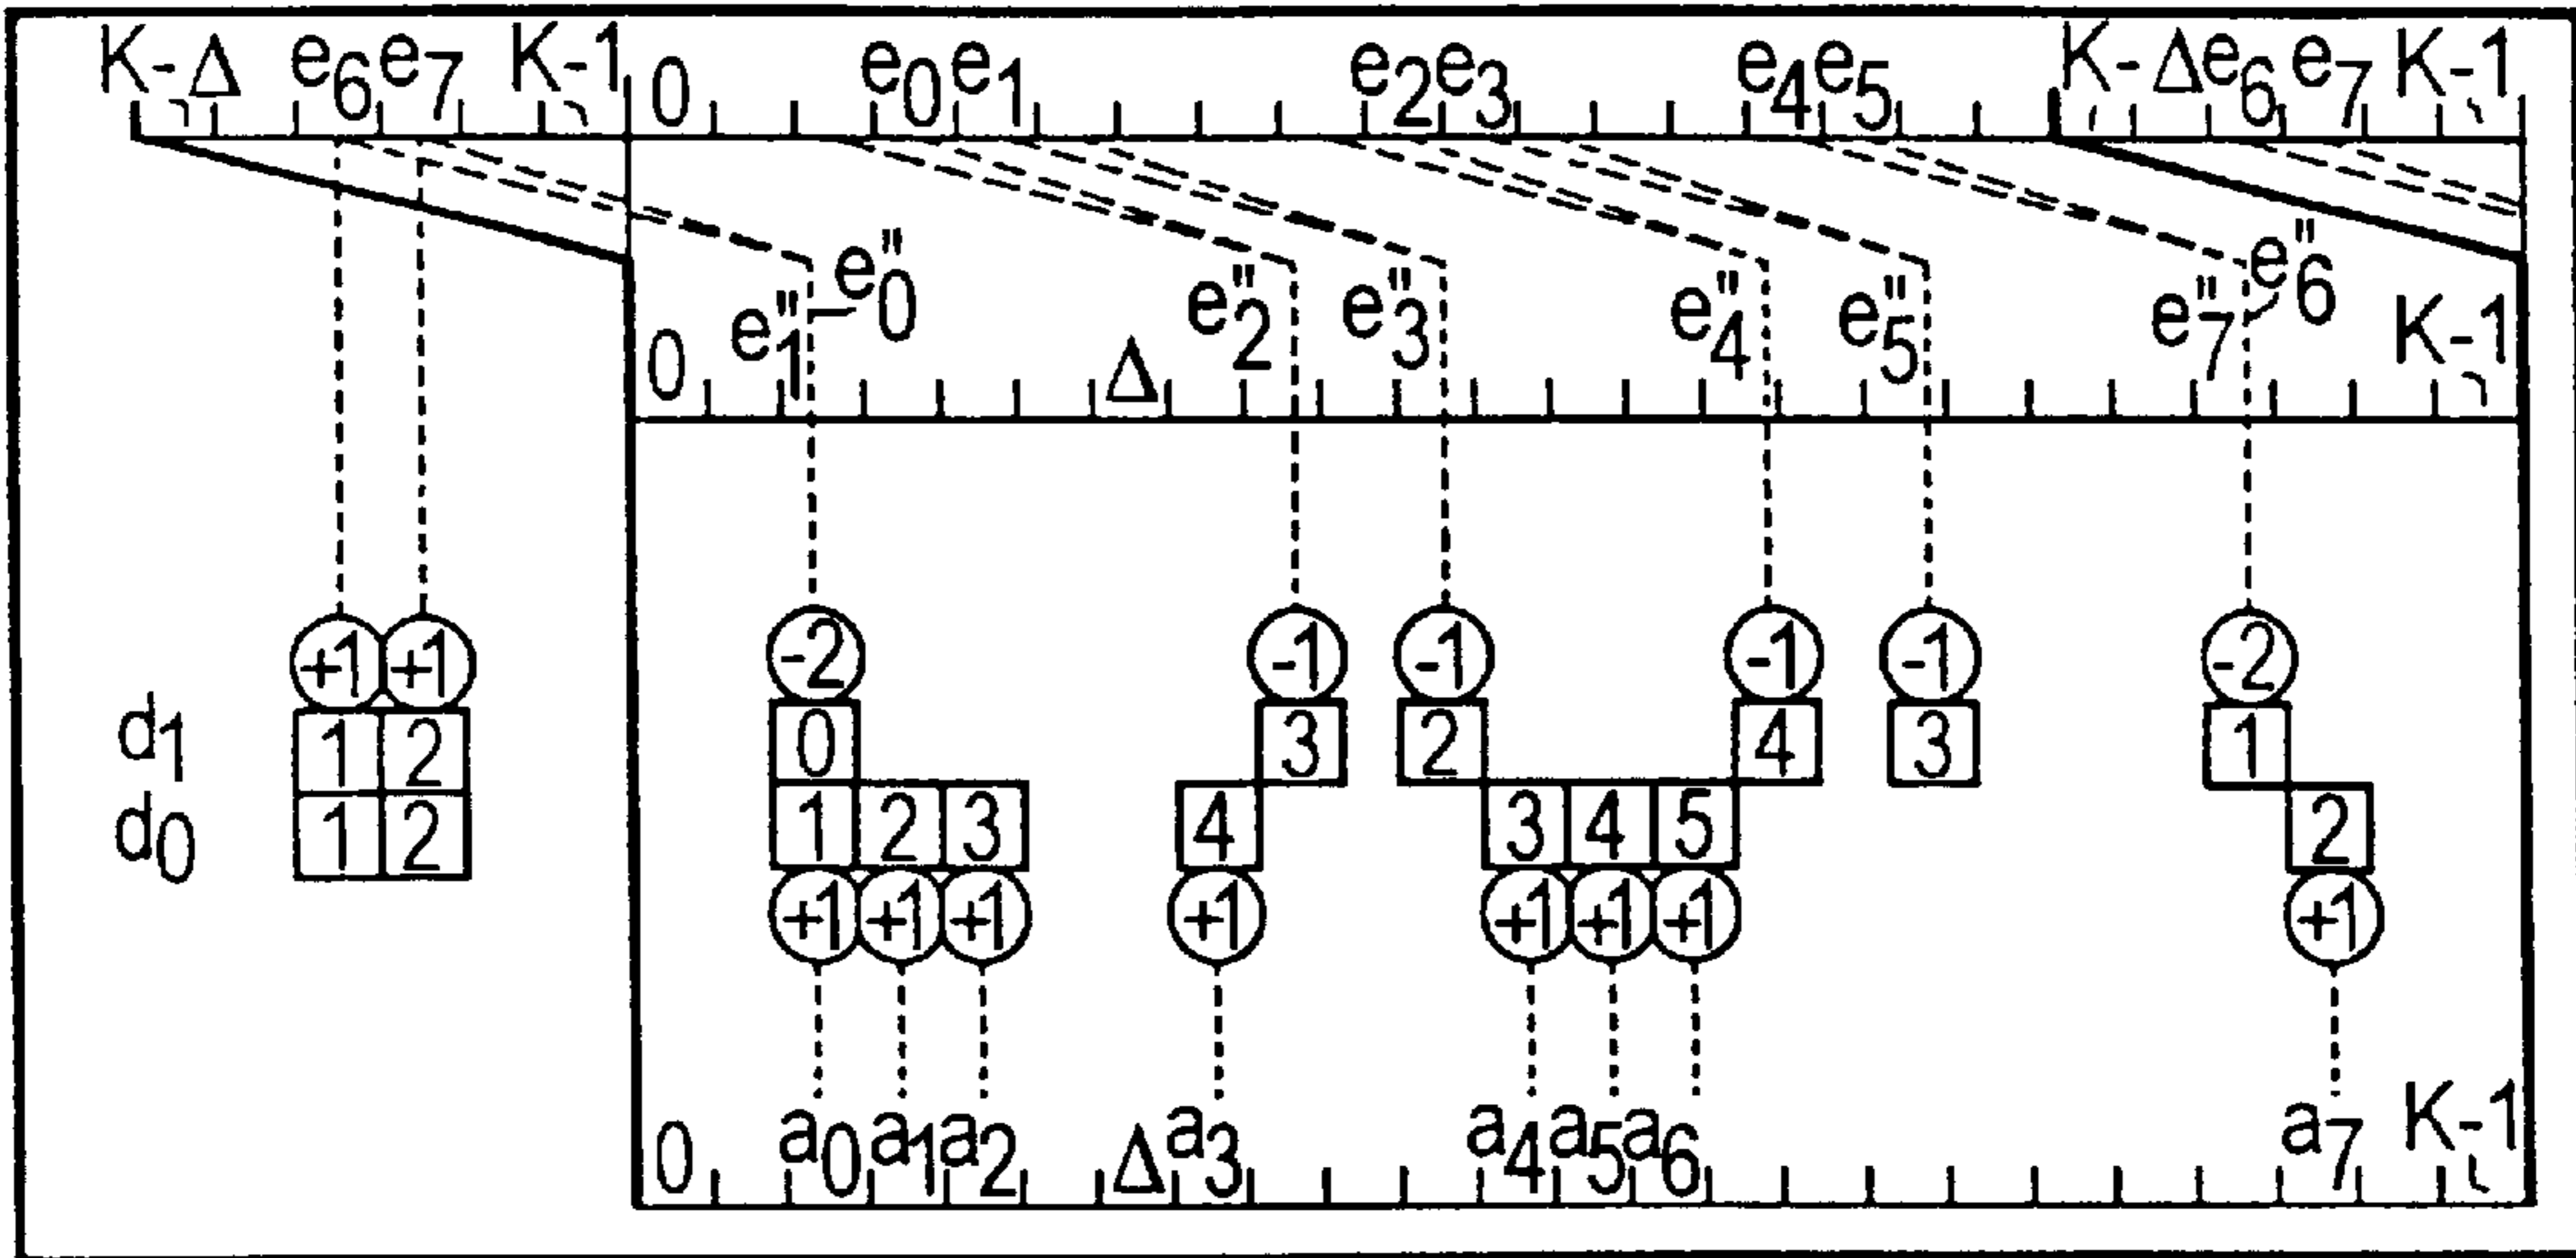 K-Δ e6 e7 K-1 0 e0 e1 e2 e3 e4 e5 K-Δ e6 e7 K-1
e"1 e"0 e"2 e"3 e"4 e"5 e"7 e"6
0 Δ K-1
+1 +1 -2 -1 -1 -1 -1 -2
d1 1 2 0 3 2 4 3 1
d0 1 2 1 2 3 4 3 4 5 2
+1 +1 +1 +1 +1 +1 +1 +1
0 a0 a1 a2 Δ a3 a4 a5 a6 a7 K-1